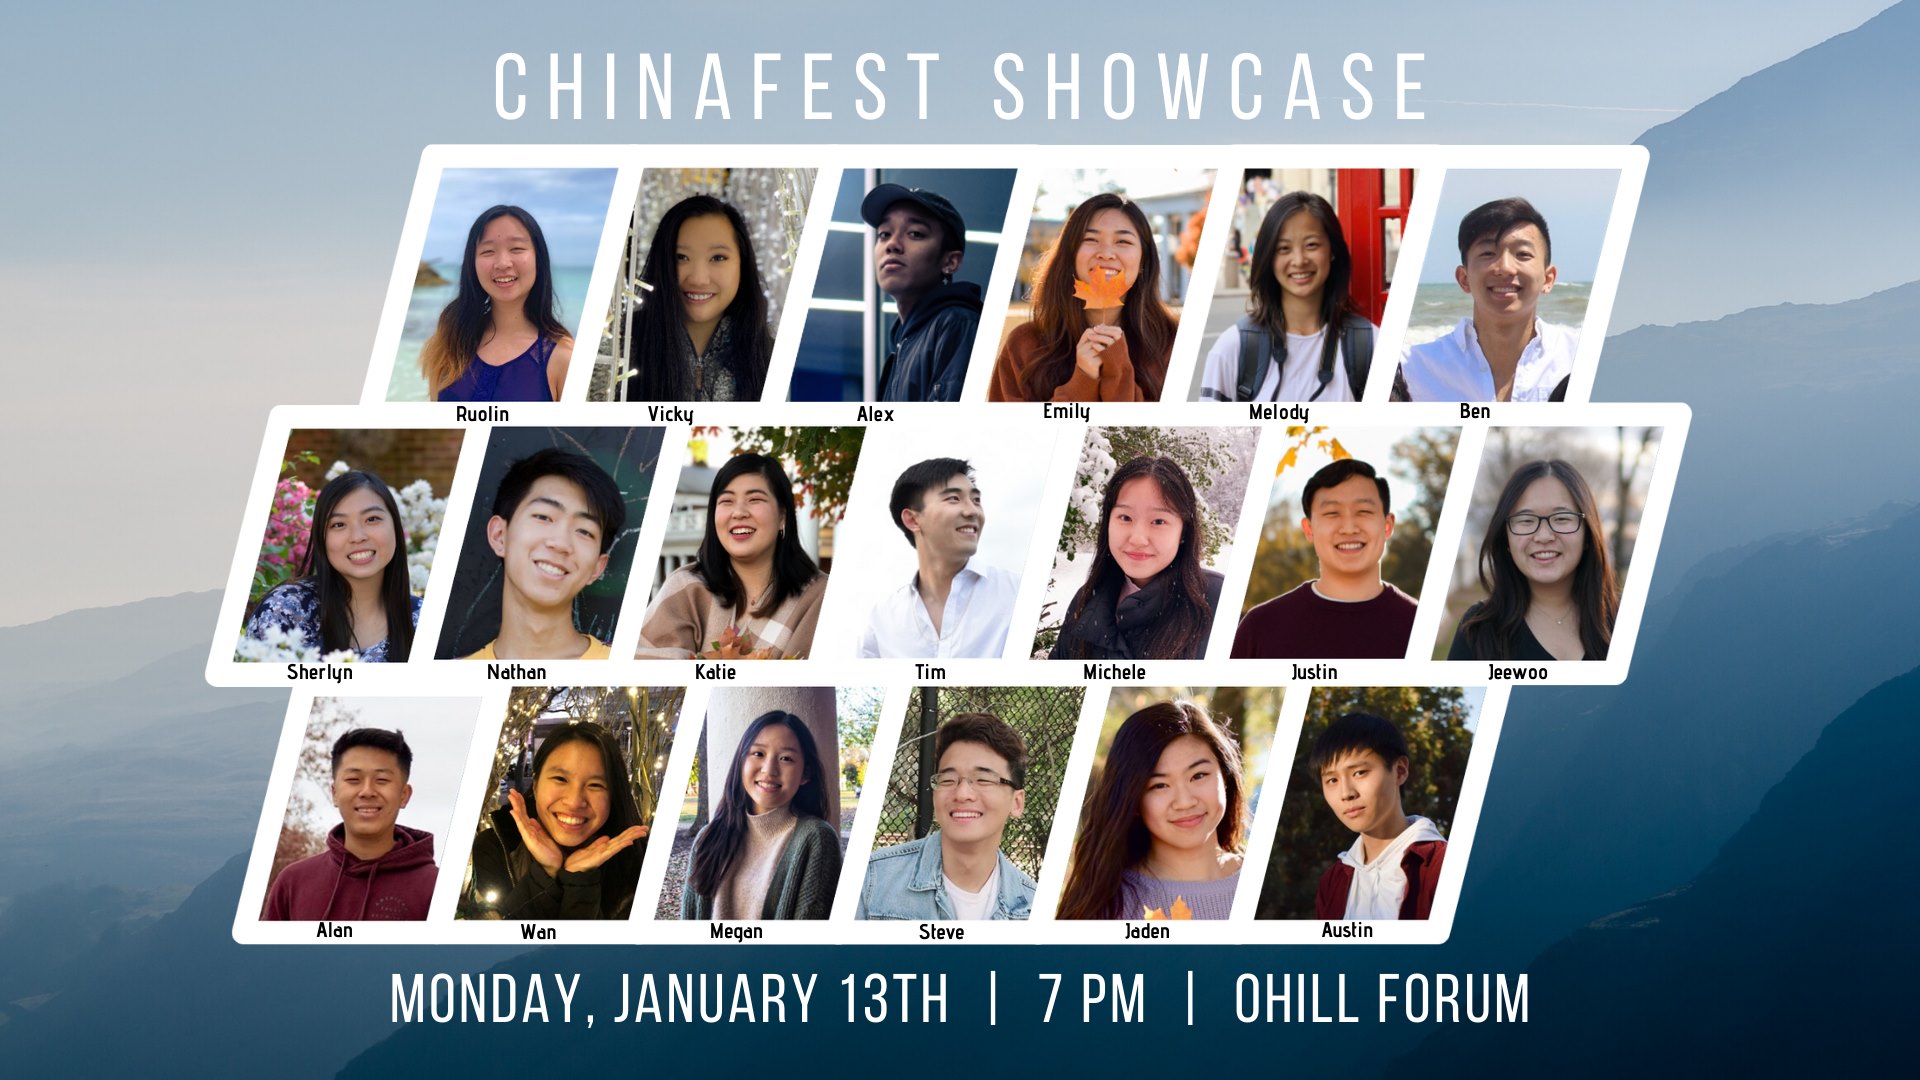 CHINAFEST SHOWCASE
Ruolin Vicky Alex Emily Melody Ben
Sherlyn Nathan Katie Tim Michele Justin Jeewoo
Alan Wan Megan Steve Jaden Austin
MONDAY, JANUARY 13TH | 7 PM | OHILL FORUM